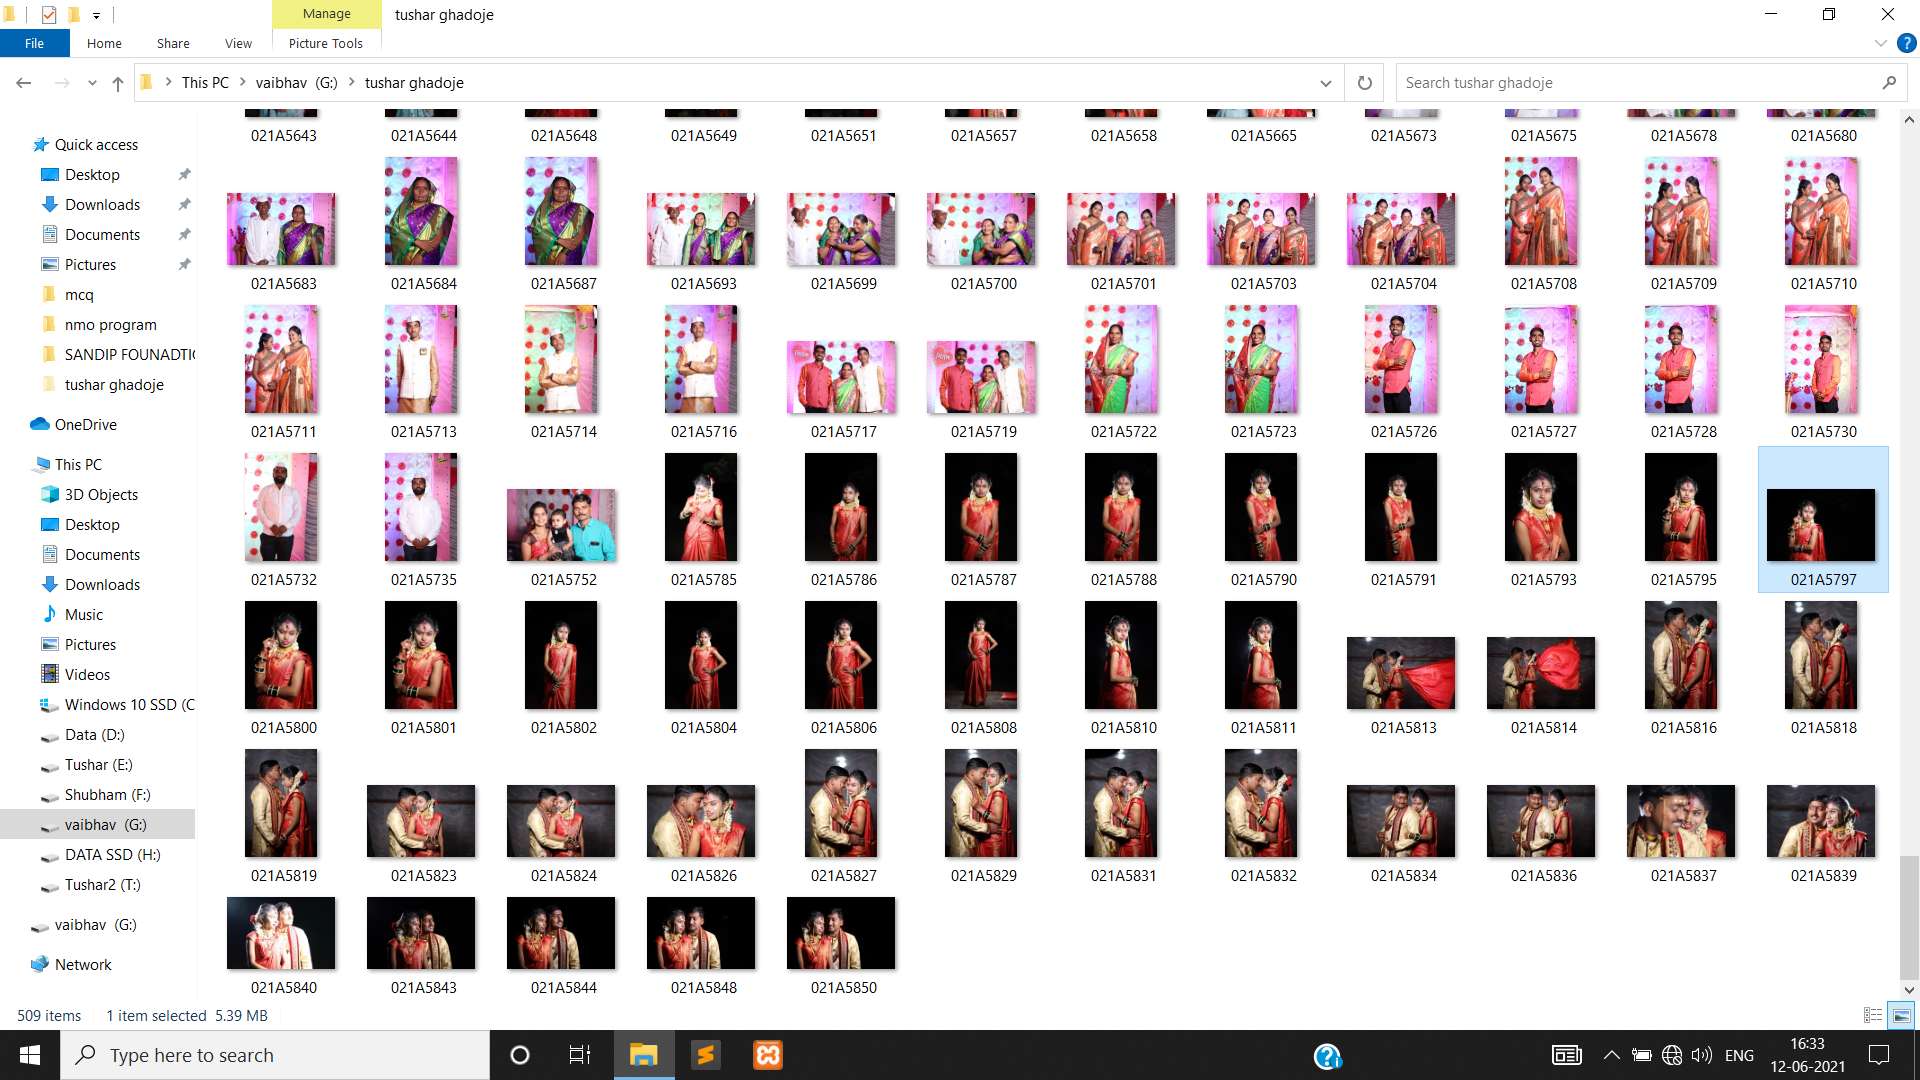 Manage
tushar ghadoje
File
Home
Share
View
Picture Tools
This PC
vaibhav (G:)
tushar ghadoje
Search tushar ghadoje
Quick access
Desktop
Downloads
Documents
Pictures
mcq
nmo program
SANDIP FOUNADTI
tushar ghadoje
OneDrive
This PC
3D Objects
Desktop
Documents
Downloads
Music
Pictures
Videos
Windows 10 SSD (C
Data (D:)
Tushar (E:)
Shubham (F:)
vaibhav (G:)
DATA SSD (H:)
Tushar2 (T:)
vaibhav (G:)
Network
021A5643 021A5644 021A5648 021A5649 021A5651 021A5657 021A5658 021A5665 021A5673 021A5675 021A5678 021A5680
021A5683 021A5684 021A5687 021A5693 021A5699 021A5700 021A5701 021A5703 021A5704 021A5708 021A5709 021A5710
021A5711 021A5713 021A5714 021A5716 021A5717 021A5719 021A5722 021A5723 021A5726 021A5727 021A5728 021A5730
021A5732 021A5735 021A5752 021A5785 021A5786 021A5787 021A5788 021A5790 021A5791 021A5793 021A5795 021A5797
021A5800 021A5801 021A5802 021A5804 021A5806 021A5808 021A5810 021A5811 021A5813 021A5814 021A5816 021A5818
021A5819 021A5823 021A5824 021A5826 021A5827 021A5829 021A5831 021A5832 021A5834 021A5836 021A5837 021A5839
021A5840 021A5843 021A5844 021A5848 021A5850
509 items 1 item selected 5.39 MB
Type here to search
ENG
16:33
12-06-2021